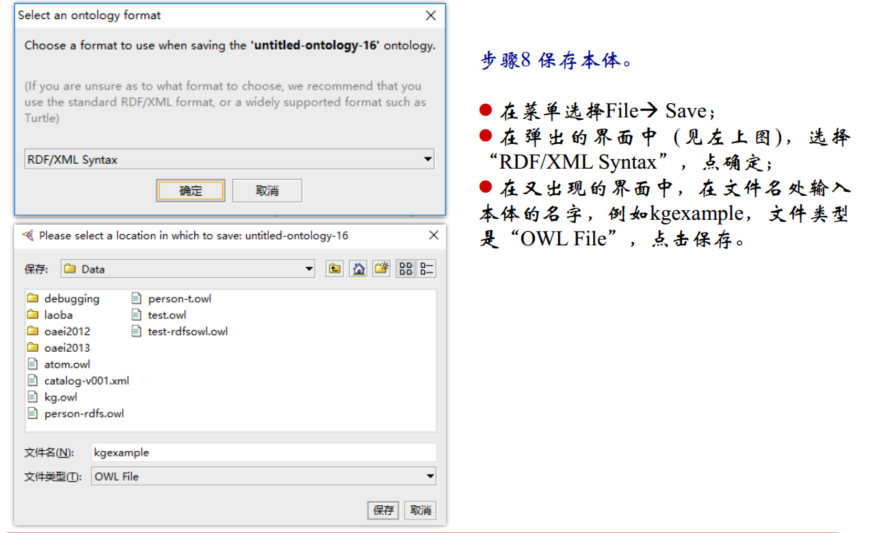 Select an ontology format
Choose a format to use when saving the 'untitled-ontology-16' ontology.
(If you are unsure as to what format to choose, we recommend that you
use the standard RDF/XML format, or a widely supported format such as
Turtle)
RDF/XML Syntax
确定 取消
Please select a location in which to save: untitled-ontology-16
保存: Data
debugging person-t.owl
laoba test.owl
oaei2012 test-rdfsowl.owl
oaei2013
atom.owl
catalog-v001.xml
kg.owl
person-rdfs.owl
文件名(N): kgexample
文件类型(T): OWL File
保存 取消
步骤8 保存本体。
● 在菜单选择File→ Save;
● 在弹出的界面中（见左上图），选择
“RDF/XML Syntax”，点确定;
● 在又出现的界面中，在文件名处输入
本体的名字，例如kgexample，文件类型
是“OWL File”，点击保存。